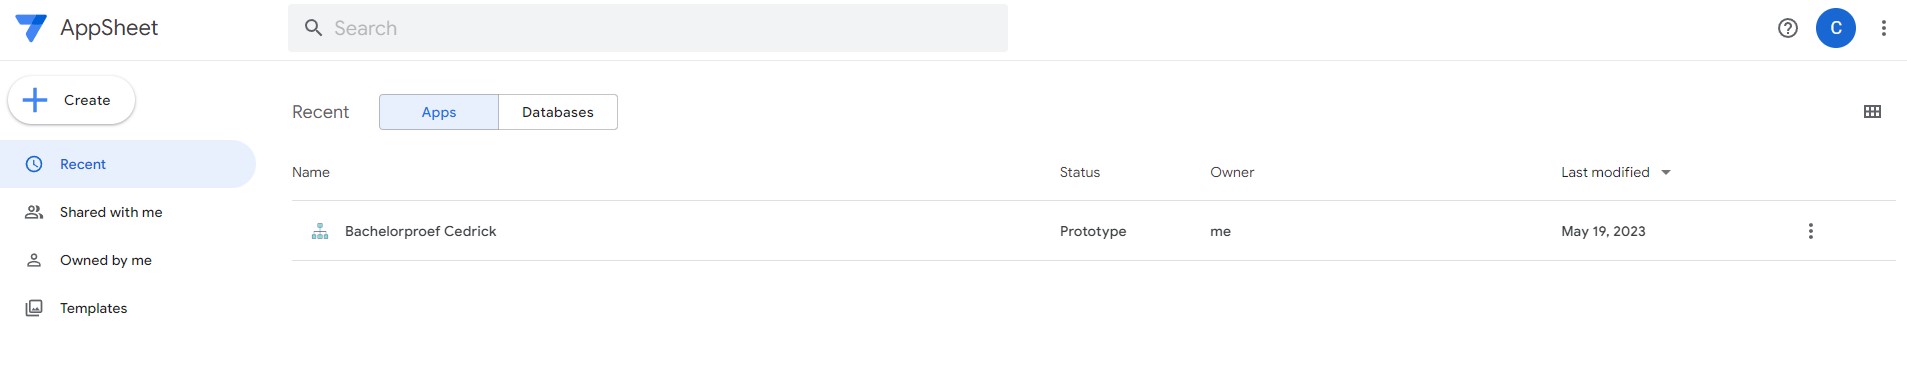 AppSheet
Search
C
Create
Recent
Shared with me
Owned by me
Templates
Recent Apps Databases
Name Status Owner Last modified
Bachelorproef Cedrick Prototype me May 19, 2023